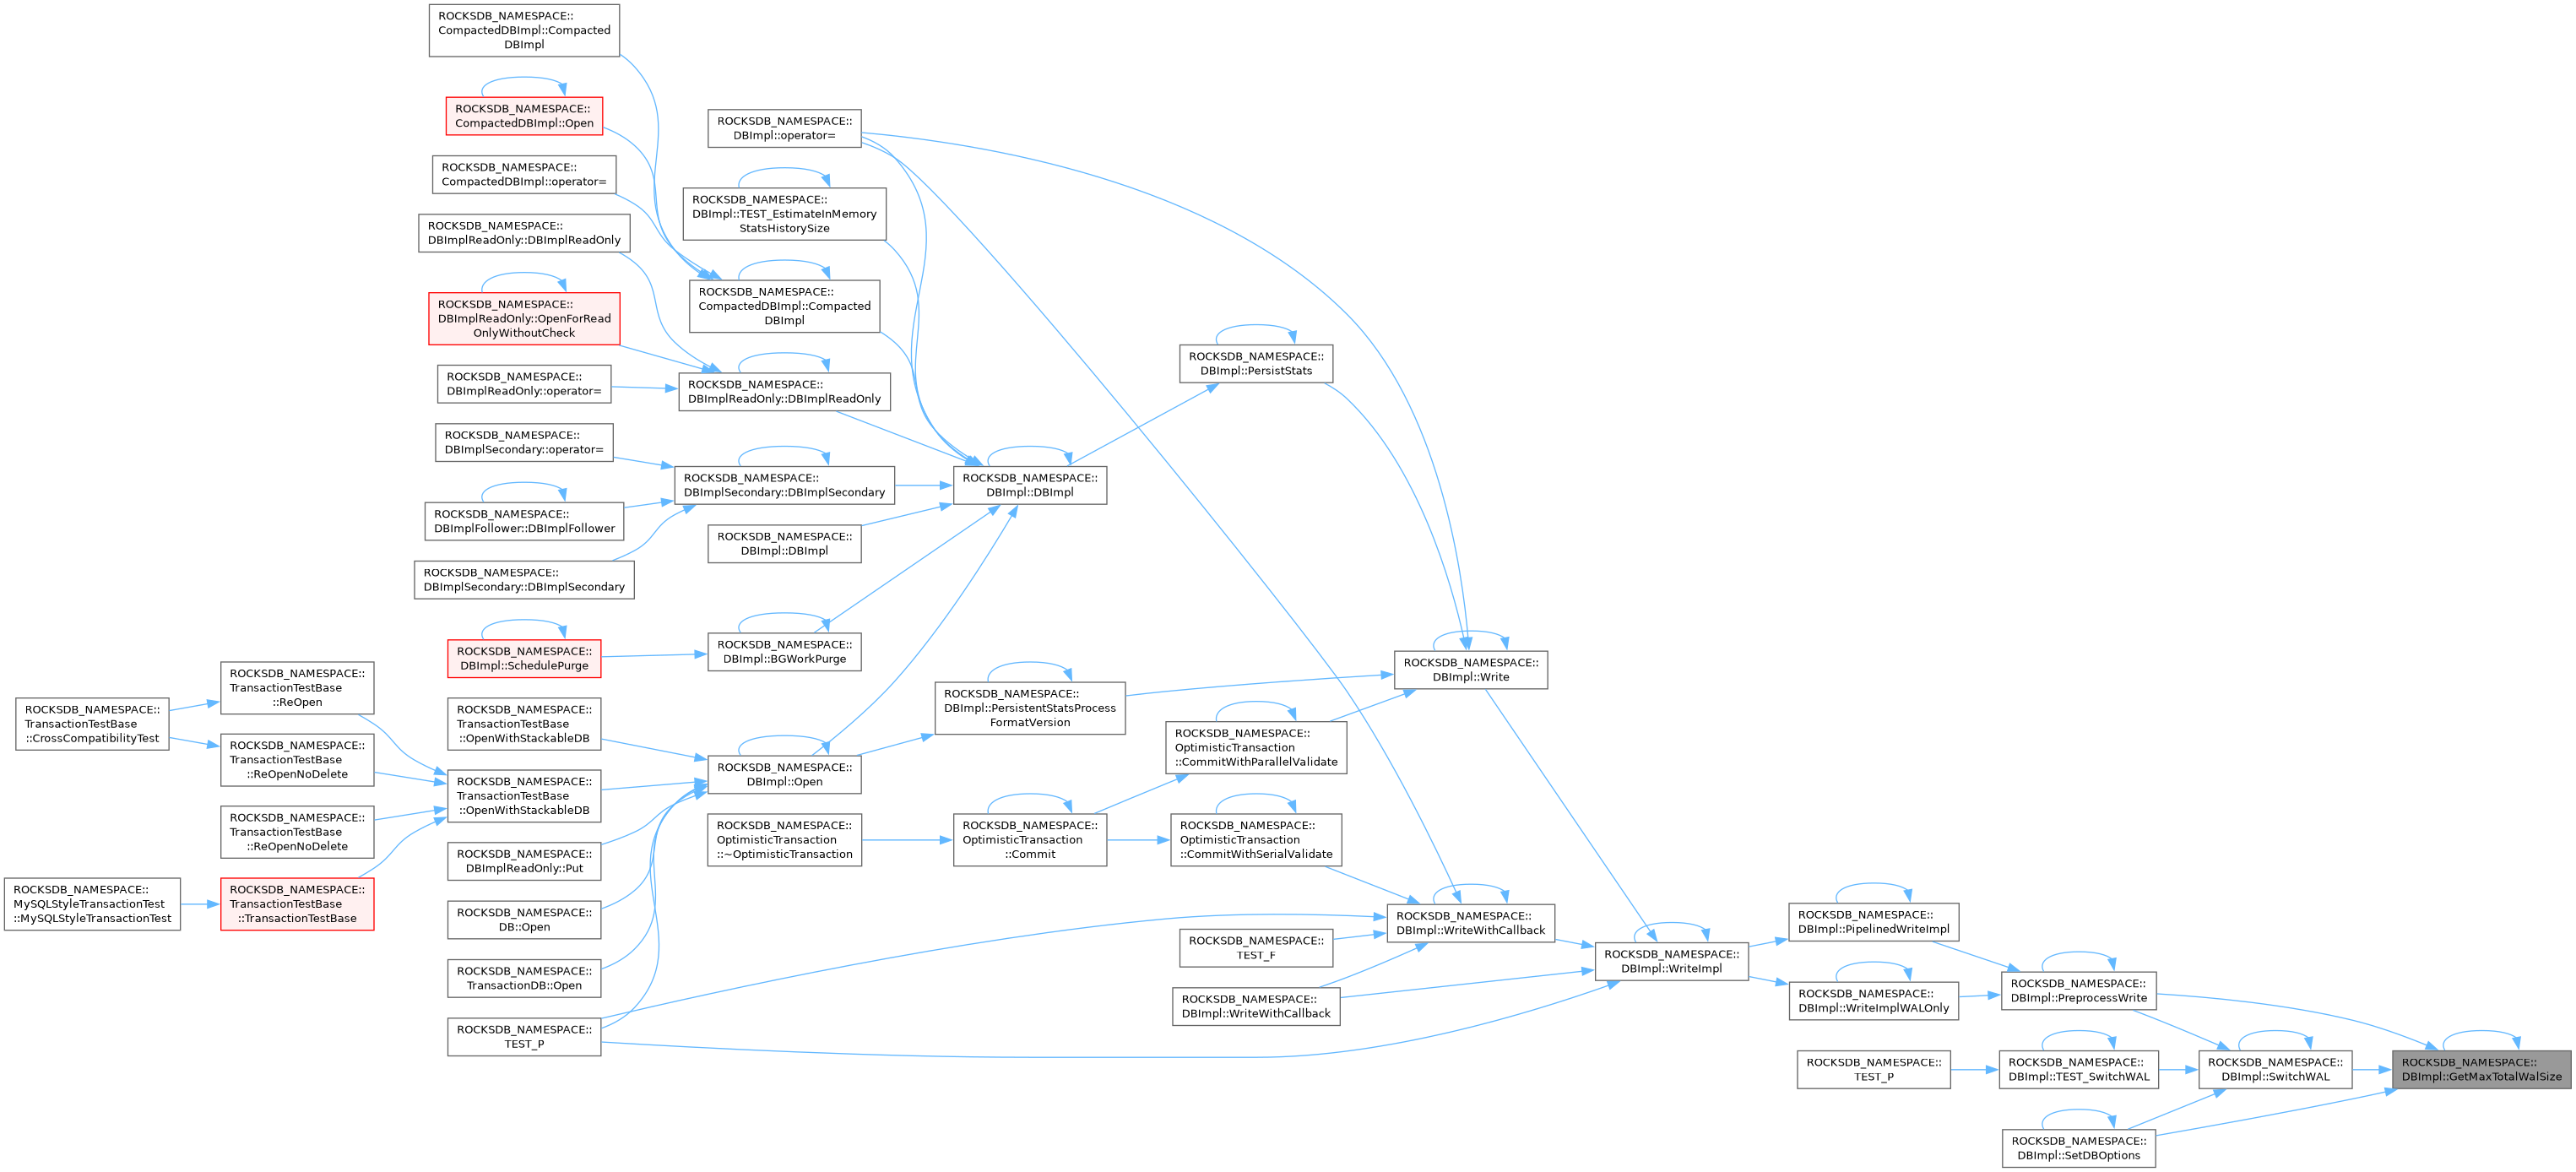 ROCKSDB_NAMESPACE::
CompactedDBImpl::Compacted
DBImpl
ROCKSDB_NAMESPACE::
CompactedDBImpl::Open
ROCKSDB_NAMESPACE::
CompactedDBImpl::operator=
ROCKSDB_NAMESPACE::
DBImplReadOnly::DBImplReadOnly
ROCKSDB_NAMESPACE::
DBImplReadOnly::OpenForRead
OnlyWithoutCheck
ROCKSDB_NAMESPACE::
DBImplReadOnly::operator=
ROCKSDB_NAMESPACE::
DBImplSecondary::operator=
ROCKSDB_NAMESPACE::
DBImplFollower::DBImplFollower
ROCKSDB_NAMESPACE::
DBImplSecondary::DBImplSecondary
ROCKSDB_NAMESPACE::
DBImpl::SchedulePurge
ROCKSDB_NAMESPACE::
TransactionTestBase
::OpenWithStackableDB
ROCKSDB_NAMESPACE::
TransactionTestBase
::OpenWithStackableDB
ROCKSDB_NAMESPACE::
DBImplReadOnly::Put
ROCKSDB_NAMESPACE::
DB::Open
ROCKSDB_NAMESPACE::
TransactionDB::Open
ROCKSDB_NAMESPACE::
TEST_P
ROCKSDB_NAMESPACE::
TransactionTestBase
::ReOpen
ROCKSDB_NAMESPACE::
TransactionTestBase
::ReOpenNoDelete
ROCKSDB_NAMESPACE::
TransactionTestBase
::ReOpenNoDelete
ROCKSDB_NAMESPACE::
TransactionTestBase
::TransactionTestBase
ROCKSDB_NAMESPACE::
TransactionTestBase
::CrossCompatibilityTest
ROCKSDB_NAMESPACE::
MySQLStyleTransactionTest
::MySQLStyleTransactionTest
ROCKSDB_NAMESPACE::
DBImpl::operator=
ROCKSDB_NAMESPACE::
DBImpl::TEST_EstimateInMemory
StatsHistorySize
ROCKSDB_NAMESPACE::
CompactedDBImpl::Compacted
DBImpl
ROCKSDB_NAMESPACE::
DBImplReadOnly::DBImplReadOnly
ROCKSDB_NAMESPACE::
DBImplSecondary::DBImplSecondary
ROCKSDB_NAMESPACE::
DBImpl::DBImpl
ROCKSDB_NAMESPACE::
DBImpl::BGWorkPurge
ROCKSDB_NAMESPACE::
DBImpl::Open
ROCKSDB_NAMESPACE::
OptimisticTransaction
::~OptimisticTransaction
ROCKSDB_NAMESPACE::
DBImpl::DBImpl
ROCKSDB_NAMESPACE::
DBImpl::PersistentStatsProcess
FormatVersion
ROCKSDB_NAMESPACE::
OptimisticTransaction
::Commit
ROCKSDB_NAMESPACE::
DBImpl::PersistStats
ROCKSDB_NAMESPACE::
OptimisticTransaction
::CommitWithParallelValidate
ROCKSDB_NAMESPACE::
OptimisticTransaction
::CommitWithSerialValidate
ROCKSDB_NAMESPACE::
TEST_F
ROCKSDB_NAMESPACE::
DBImpl::WriteWithCallback
ROCKSDB_NAMESPACE::
DBImpl::Write
ROCKSDB_NAMESPACE::
DBImpl::WriteWithCallback
ROCKSDB_NAMESPACE::
DBImpl::WriteImpl
ROCKSDB_NAMESPACE::
DBImpl::PipelinedWriteImpl
ROCKSDB_NAMESPACE::
DBImpl::WriteImplWALOnly
ROCKSDB_NAMESPACE::
TEST_P
ROCKSDB_NAMESPACE::
DBImpl::PreprocessWrite
ROCKSDB_NAMESPACE::
DBImpl::TEST_SwitchWAL
ROCKSDB_NAMESPACE::
DBImpl::SetDBOptions
ROCKSDB_NAMESPACE::
DBImpl::SwitchWAL
ROCKSDB_NAMESPACE::
DBImpl::GetMaxTotalWalSize